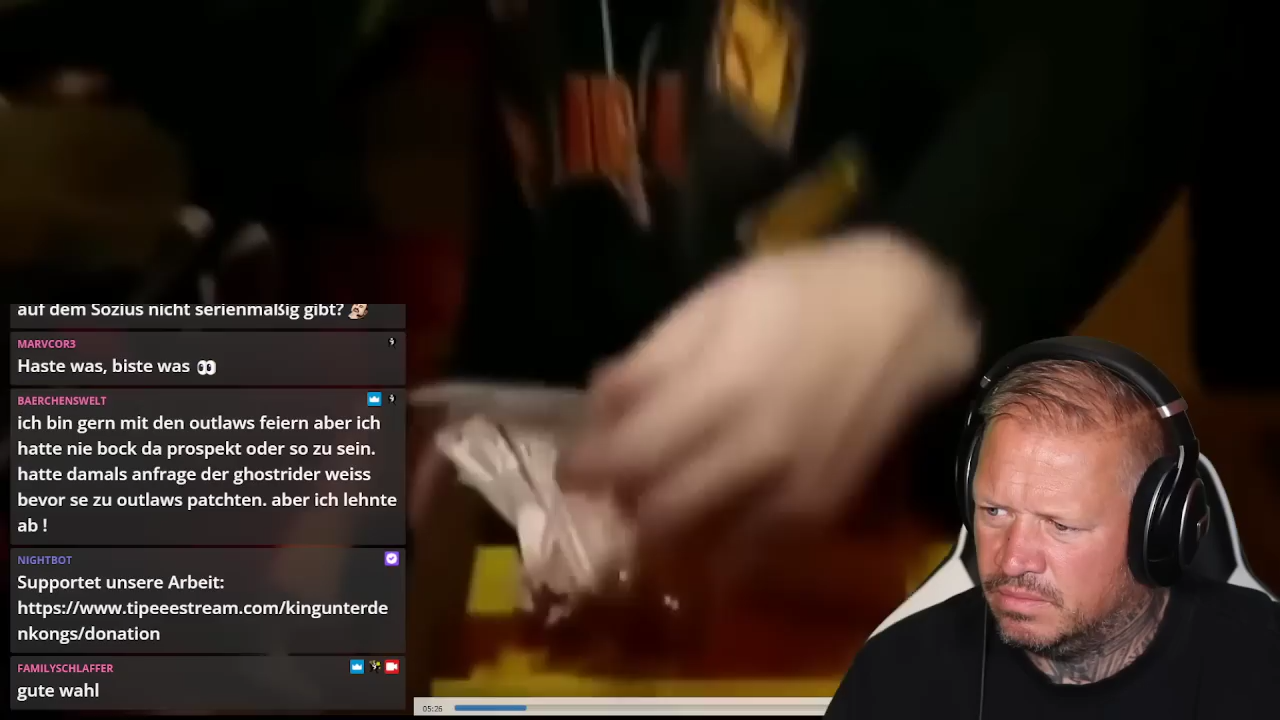 auf dem Sozius nicht serienmäßig gibt?
MARVCOR3
Haste was, biste was 👀
BAERCHENSWELT
ich bin gern mit den outlaws feiern aber ich
hatte nie bock da prospekt oder so zu sein.
hatte damals anfrage der ghostrider weiss
bevor se zu outlaws patchten. aber ich lehnte
ab !
NIGHTBOT
Supportet unsere Arbeit:
https://www.tipeeestream.com/kingunterde
nkongs/donation
FAMILYSCHLAFFER
gute wahl
05:26